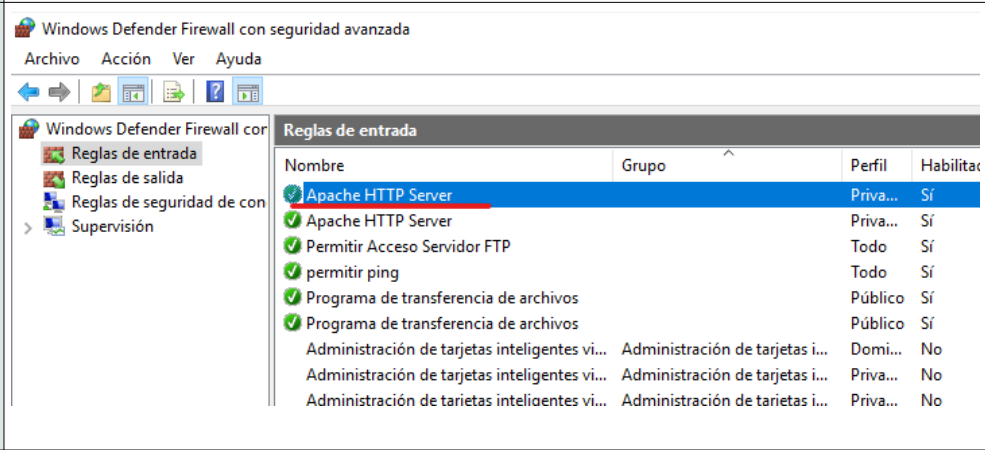 Windows Defender Firewall con seguridad avanzada
Archivo Acción Ver Ayuda
Windows Defender Firewall con
Reglas de entrada
Reglas de salida
Reglas de seguridad de con
Supervisión
Reglas de entrada
Nombre Grupo Perfil Habilitad
Apache HTTP Server Priva... Sí
Apache HTTP Server Priva... Sí
Permitir Acceso Servidor FTP Todo Sí
permitir ping Todo Sí
Programa de transferencia de archivos Público Sí
Programa de transferencia de archivos Público Sí
Administración de tarjetas inteligentes vi... Administración de tarjetas i... Domi... No
Administración de tarjetas inteligentes vi... Administración de tarjetas i... Priva... No
Administración de tarjetas inteligentes vi... Administración de tarjetas i... Priva... No